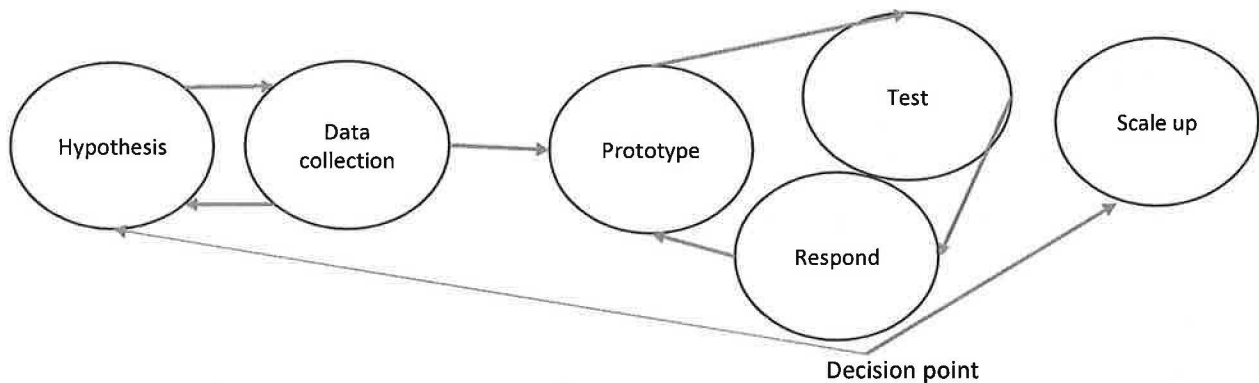 Hypothesis
Data
collection
Prototype
Test
Respond
Scale up
Decision point